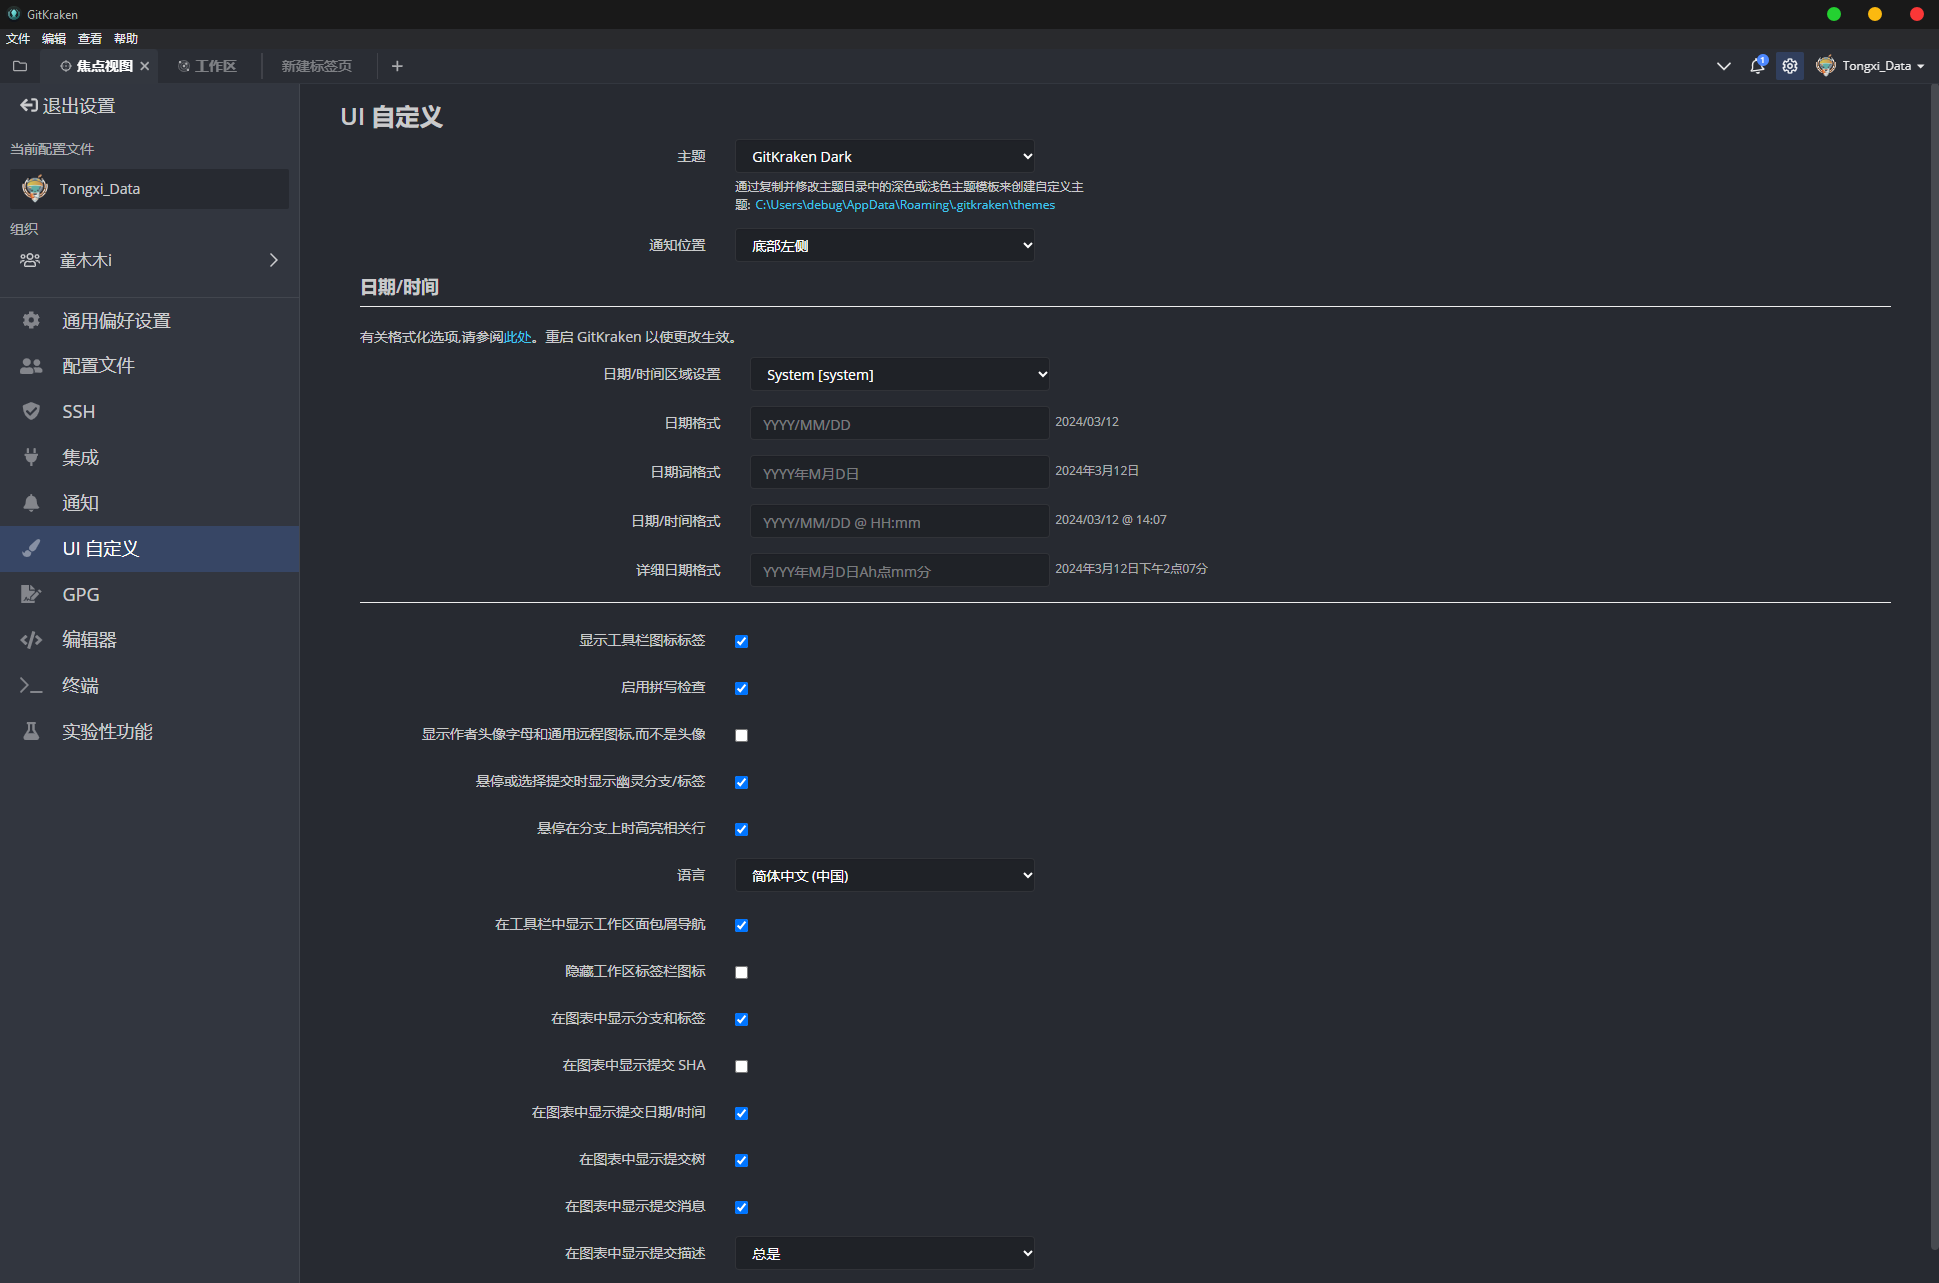 GitKraken
文件 编辑 查看 帮助
焦点视图 工作区 新建标签页
1
Tongxi_Data
退出设置
当前配置文件
Tongxi_Data
组织
童木木i
通用偏好设置
配置文件
SSH
集成
通知
UI 自定义
GPG
编辑器
终端
实验性功能
UI 自定义
主题 GitKraken Dark
通过复制并修改主题目录中的深色或浅色主题模板来创建自定义主
题: C:\Users\debug\AppData\Roaming\.gitkraken\themes
通知位置 底部左侧
日期/时间
有关格式化选项,请参阅此处。重启 GitKraken 以使更改生效。
日期/时间区域设置 System [system]
日期格式 YYYY/MM/DD 2024/03/12
日期词格式 YYYY年M月D日 2024年3月12日
日期/时间格式 YYYY/MM/DD @ HH:mm 2024/03/12 @ 14:07
详细日期格式 YYYY年M月D日Ah点mm分 2024年3月12日下午2点07分
显示工具栏图标标签
启用拼写检查
显示作者头像字母和通用远程图标,而不是头像
悬停或选择提交时显示幽灵分支/标签
悬停在分支上时高亮相关行
语言 简体中文 (中国)
在工具栏中显示工作区面包屑导航
隐藏工作区标签栏图标
在图表中显示分支和标签
在图表中显示提交 SHA
在图表中显示提交日期/时间
在图表中显示提交树
在图表中显示提交消息
在图表中显示提交描述 总是